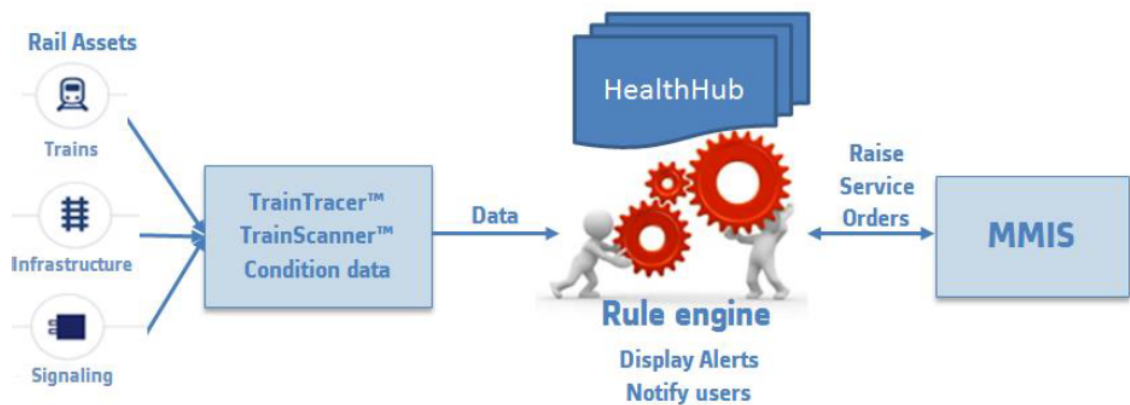 Rail Assets
Trains
Infrastructure
Signaling
TrainTracer™
TrainScanner™
Condition data
Data
HealthHub
Rule engine
Display Alerts
Notify users
Raise
Service
Orders
MMIS